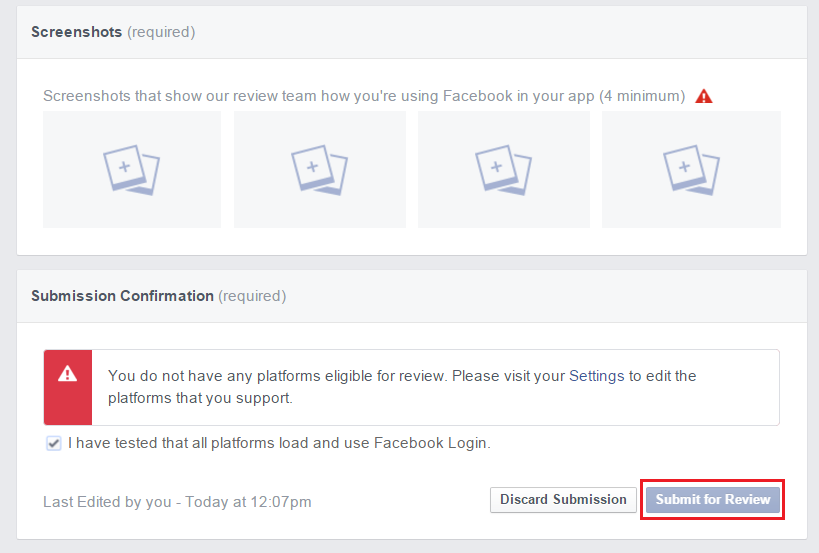 Screenshots (required)
Screenshots that show our review team how you're using Facebook in your app (4 minimum)
Submission Confirmation (required)
You do not have any platforms eligible for review. Please visit your Settings to edit the
platforms that you support.
I have tested that all platforms load and use Facebook Login.
Last Edited by you - Today at 12:07pm
Discard Submission
Submit for Review